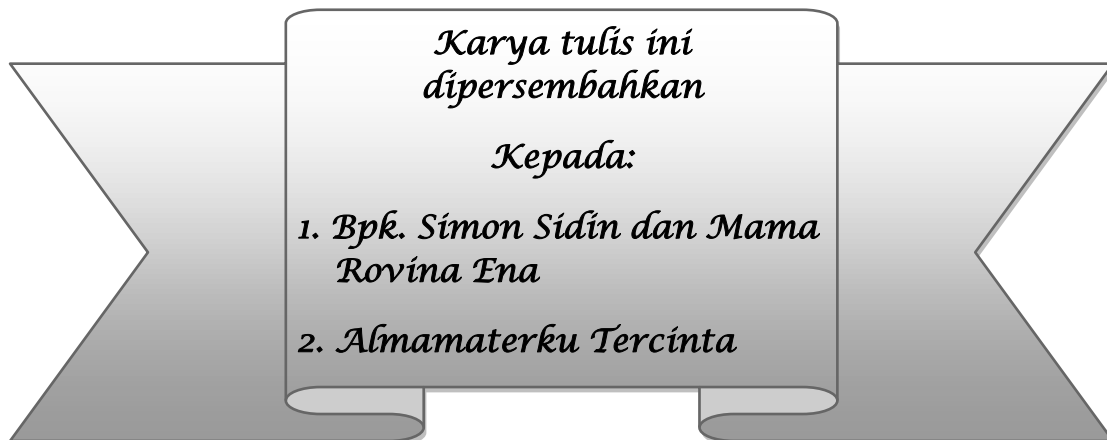 Karya tulis ini
dipersembahkan
Kepada:
1. Bpk. Simon Sidin dan Mama
Rovina Ena
2. Almamaterku Tercinta